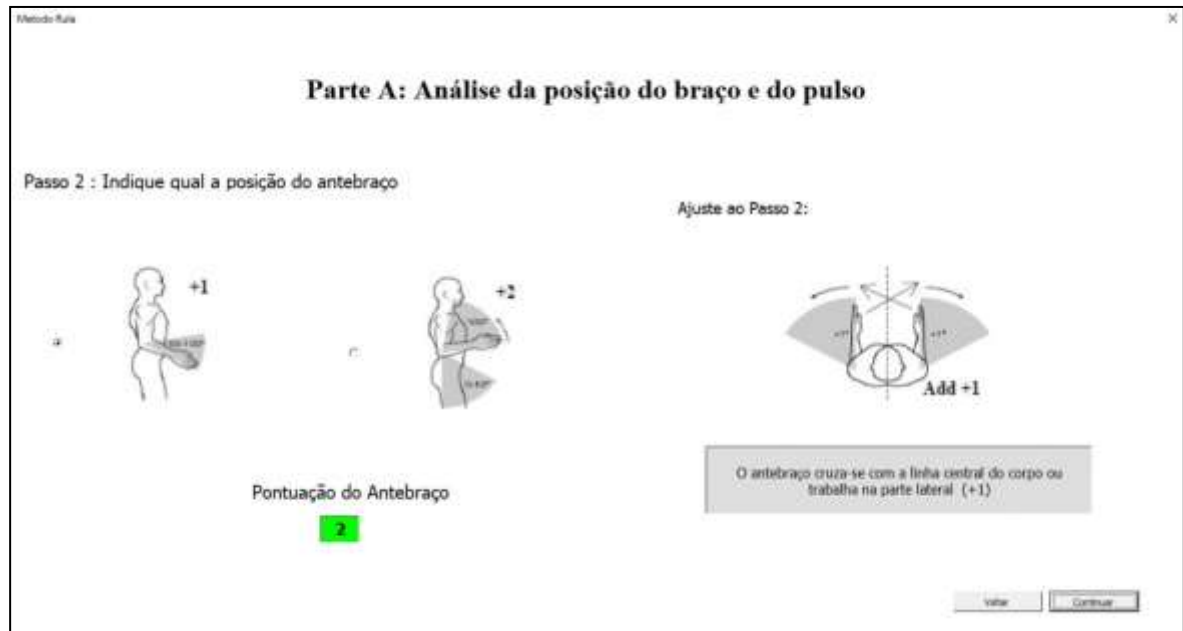 Metodo Rula
Parte A: Análise da posição do braço e do pulso
Passo 2 : Indique qual a posição do antebraço
Ajuste ao Passo 2:
+1
+2
Add +1
O antebraço cruza-se com a linha central do corpo ou
trabalha na parte lateral (+1)
Pontuação do Antebraço
2
Voltar
Continuar